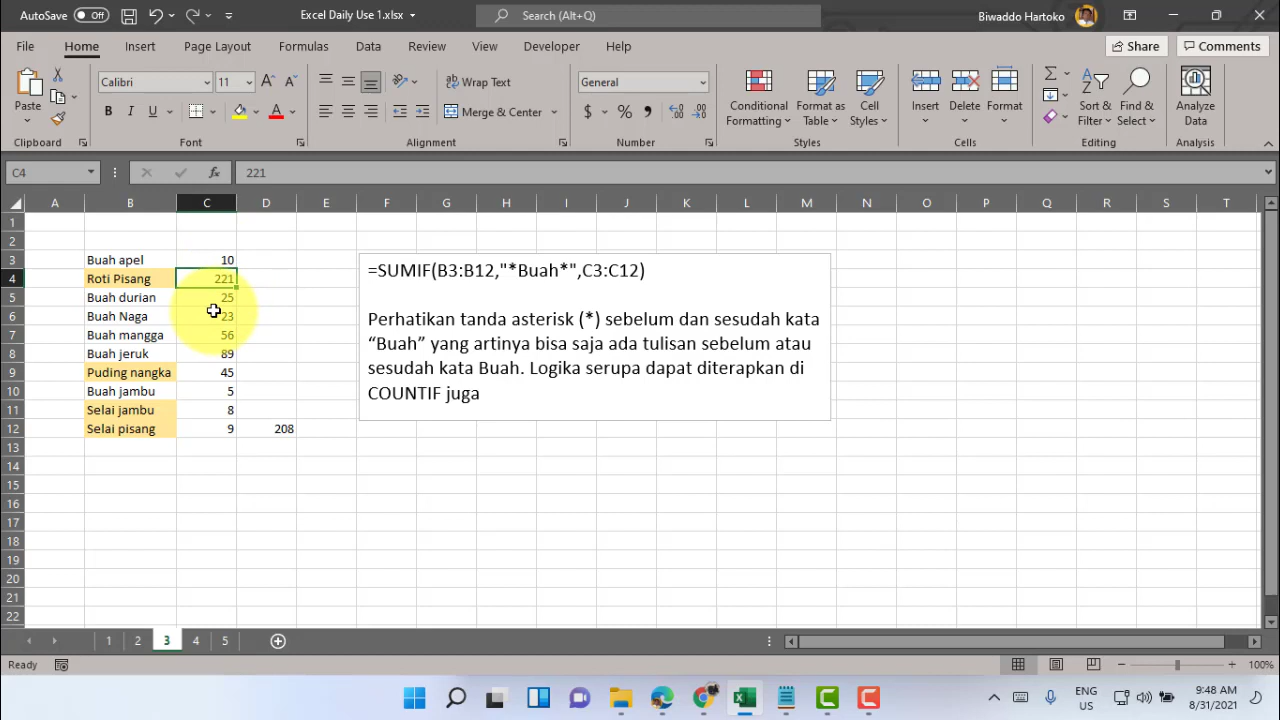 AutoSave Off Excel Daily Use 1.xlsx Search (Alt+Q) Biwaddo Hartoko
File Home Insert Page Layout Formulas Data Review View Developer Help Share Comments
Paste Calibri 11 Wrap Text General Conditional Formatting Format as Table Cell Styles Insert Delete Format Sort & Filter Find & Select Analyze Data
B I U A Merge & Center $ % 
Clipboard Font Alignment Number Styles Cells Editing Analysis
C4 fx 221
A B C D E F G H I J K L M N O P Q R S T
1
2
3 Buah apel 10
4 Roti Pisang 221
5 Buah durian 25
6 Buah Naga 23
7 Buah mangga 56
8 Buah jeruk 89
9 Puding nangka 45
10 Buah jambu 5
11 Selai jambu 8
12 Selai pisang 9 208
13
14
15
16
17
18
19
20
21
22
=SUMIF(B3:B12,"*Buah*",C3:C12)
Perhatikan tanda asterisk (*) sebelum dan sesudah kata
“Buah” yang artinya bisa saja ada tulisan sebelum atau
sesudah kata Buah. Logika serupa dapat diterapkan di
COUNTIF juga
1 2 3 4 5
Ready 100%
ENG US 9:48 AM 8/31/2021